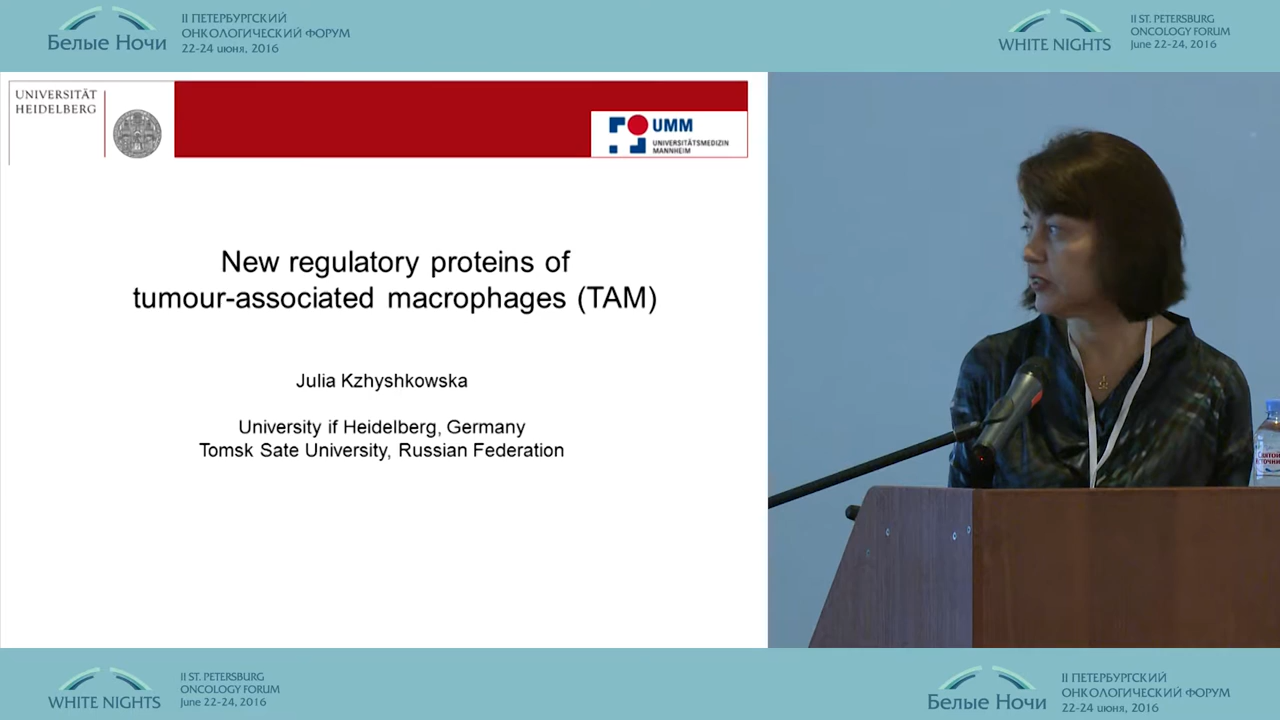 II ПЕТЕРБУРГСКИЙ
ОНКОЛОГИЧЕСКИЙ ФОРУМ
Белые Ночи
22-24 июня, 2016
II ST. PETERSBURG
ONCOLOGY FORUM
WHITE NIGHTS
June 22-24, 2016
UNIVERSITÄT
HEIDELBERG
UMM
UNIVERSITÄTSMEDIZIN
MANNHEIM
New regulatory proteins of
tumour-associated macrophages (TAM)
Julia Kzhyshkowska
University if Heidelberg, Germany
Tomsk Sate University, Russian Federation
Святой
Источник
II ST. PETERSBURG
ONCOLOGY FORUM
WHITE NIGHTS
June 22-24, 2016
II ПЕТЕРБУРГСКИЙ
ОНКОЛОГИЧЕСКИЙ ФОРУМ
Белые Ночи
22-24 июня, 2016